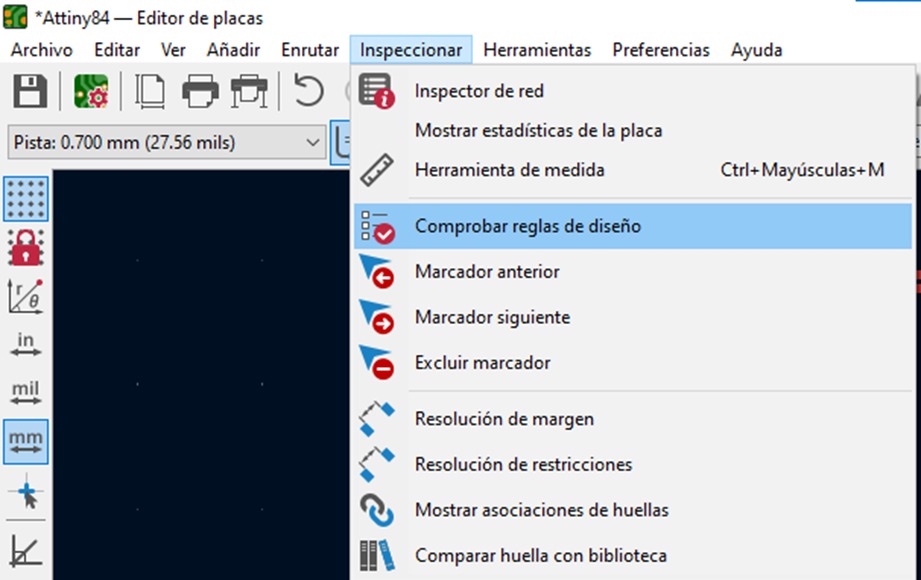 *Attiny84 — Editor de placas
Archivo Editar Ver Añadir Enrutar Inspeccionar Herramientas Preferencias Ayuda
Pista: 0.700 mm (27.56 mils)
Inspector de red
Mostrar estadísticas de la placa
Herramienta de medida Ctrl+Mayúsculas+M
Comprobar reglas de diseño
Marcador anterior
Marcador siguiente
Excluir marcador
Resolución de margen
Resolución de restricciones
Mostrar asociaciones de huellas
Comparar huella con biblioteca
r
θ
in
mil
mm